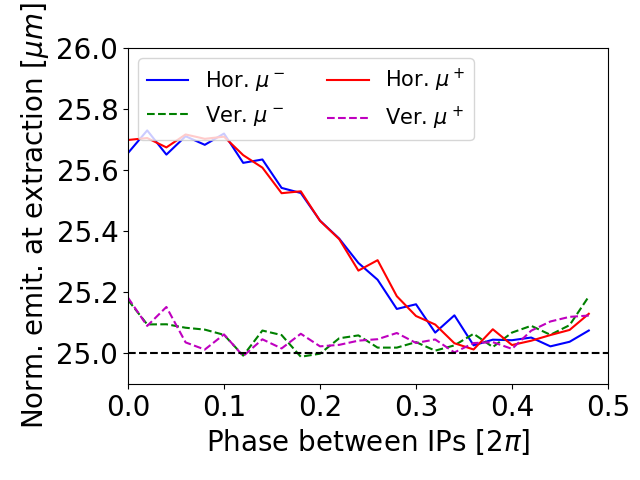 Norm. emit. at extraction [μm]
26.0
25.8
25.6
25.4
25.2
25.0
Hor. μ⁻
Ver. μ⁻
Hor. μ⁺
Ver. μ⁺
0.0 0.1 0.2 0.3 0.4 0.5
Phase between IPs [2π]